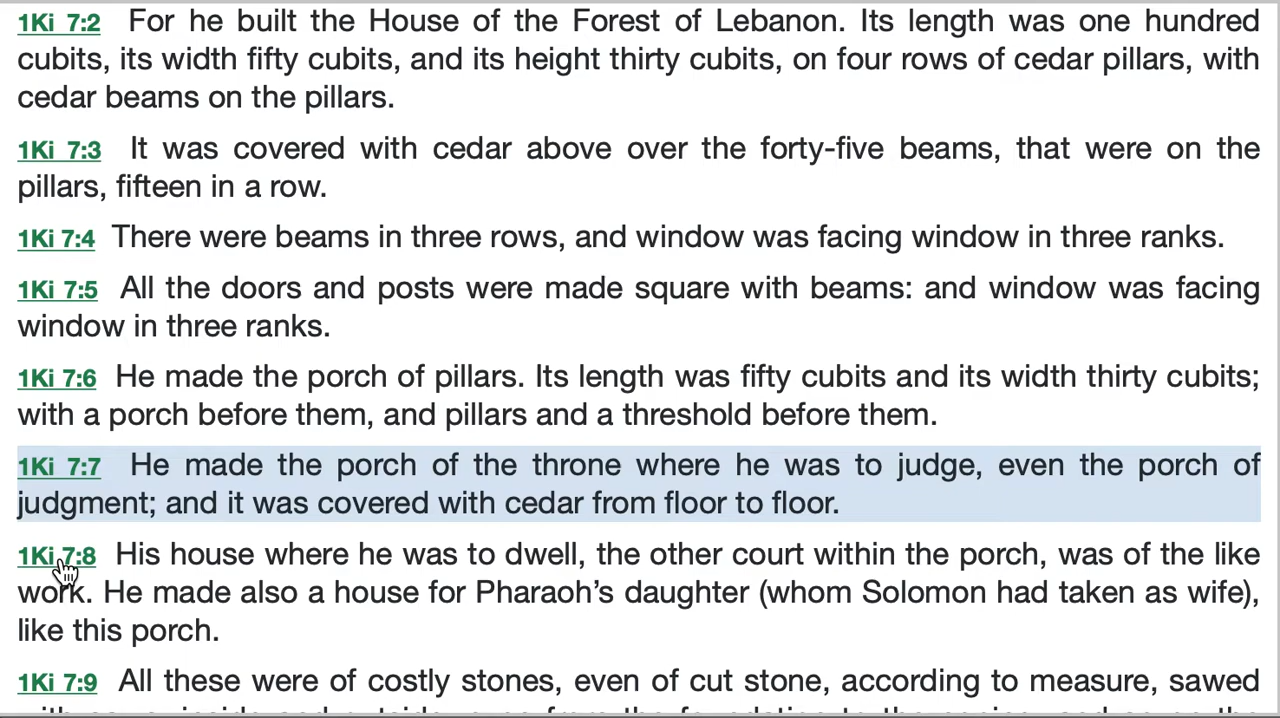 1Ki 7:2 For he built the House of the Forest of Lebanon. Its length was one hundred
cubits, its width fifty cubits, and its height thirty cubits, on four rows of cedar pillars, with
cedar beams on the pillars.
1Ki 7:3 It was covered with cedar above over the forty-five beams, that were on the
pillars, fifteen in a row.
1Ki 7:4 There were beams in three rows, and window was facing window in three ranks.
1Ki 7:5 All the doors and posts were made square with beams: and window was facing
window in three ranks.
1Ki 7:6 He made the porch of pillars. Its length was fifty cubits and its width thirty cubits;
with a porch before them, and pillars and a threshold before them.
1Ki 7:7 He made the porch of the throne where he was to judge, even the porch of
judgment; and it was covered with cedar from floor to floor.
1Ki 7:8 His house where he was to dwell, the other court within the porch, was of the like
work. He made also a house for Pharaoh’s daughter (whom Solomon had taken as wife),
like this porch.
1Ki 7:9 All these were of costly stones, even of cut stone, according to measure, sawed